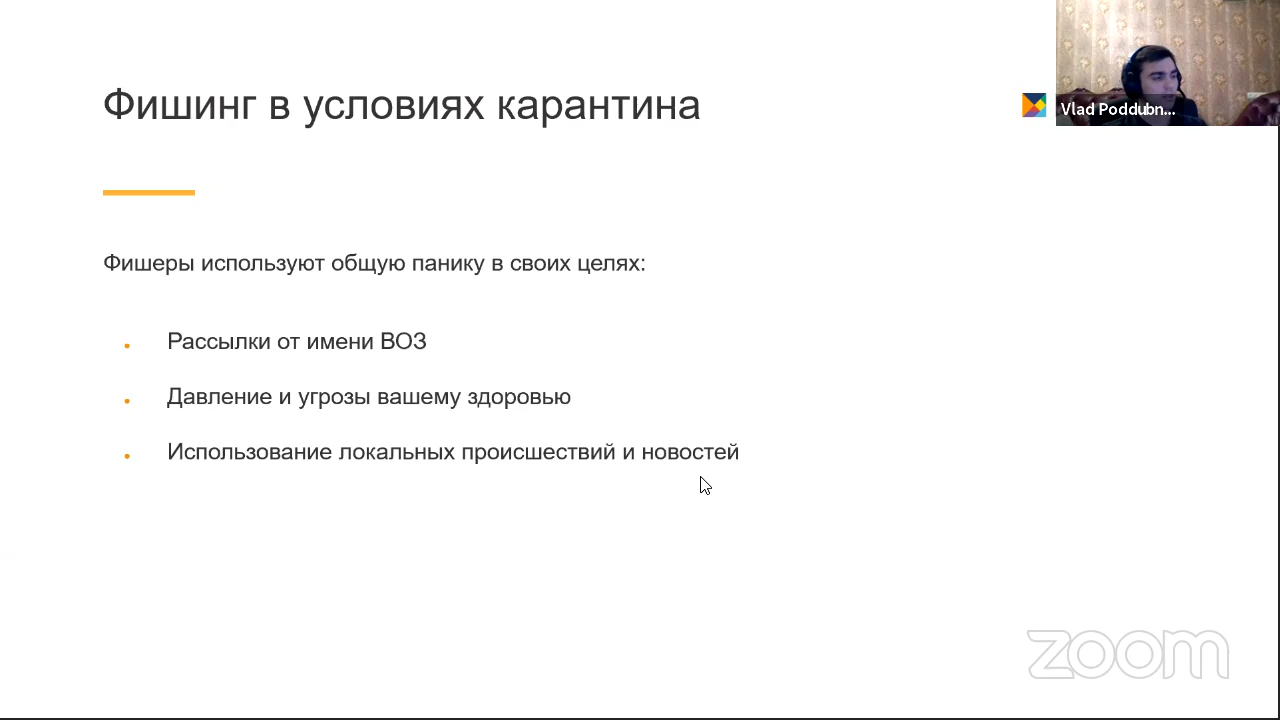 Фишинг в условиях карантина
Vlad Poddubn...
Фишеры используют общую панику в своих целях:
Рассылки от имени ВОЗ
Давление и угрозы вашему здоровью
Использование локальных происшествий и новостей
zoom